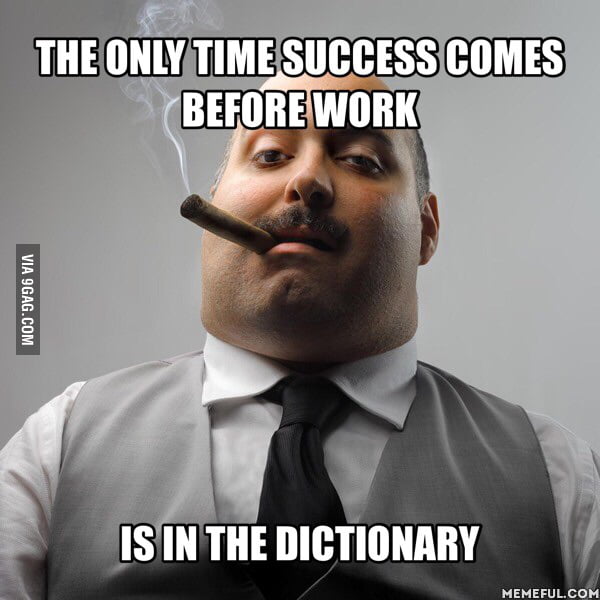 THE ONLY TIME SUCCESS COMES
BEFORE WORK
VIA 9GAG.COM
IS IN THE DICTIONARY
MEMEFUL.COM